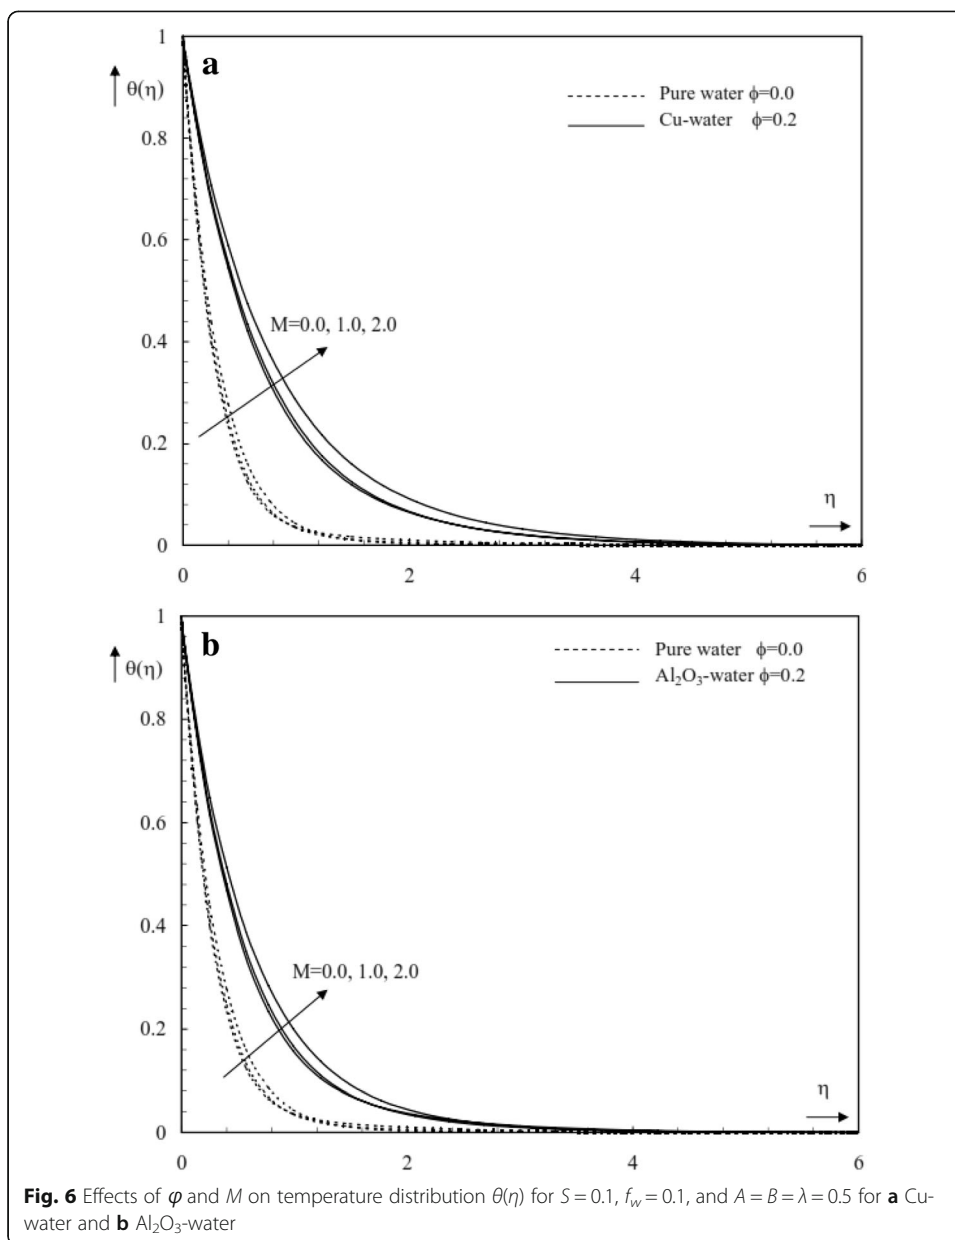 a
θ(η)
Pure water ϕ=0.0
Cu-water ϕ=0.2
M=0.0, 1.0, 2.0
η
1
0.8
0.6
0.4
0.2
0
0 2 4 6
b
θ(η)
Pure water ϕ=0.0
Al₂O₃-water ϕ=0.2
M=0.0, 1.0, 2.0
η
1
0.8
0.6
0.4
0.2
0
0 2 4 6
Fig. 6 Effects of φ and M on temperature distribution θ(η) for S = 0.1, f_w = 0.1, and A = B = λ = 0.5 for a Cu-
water and b Al₂O₃-water